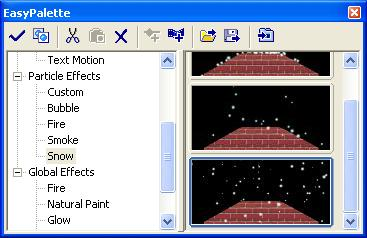 EasyPalette
Text Motion
Particle Effects
Custom
Bubble
Fire
Smoke
Snow
Global Effects
Fire
Natural Paint
Glow